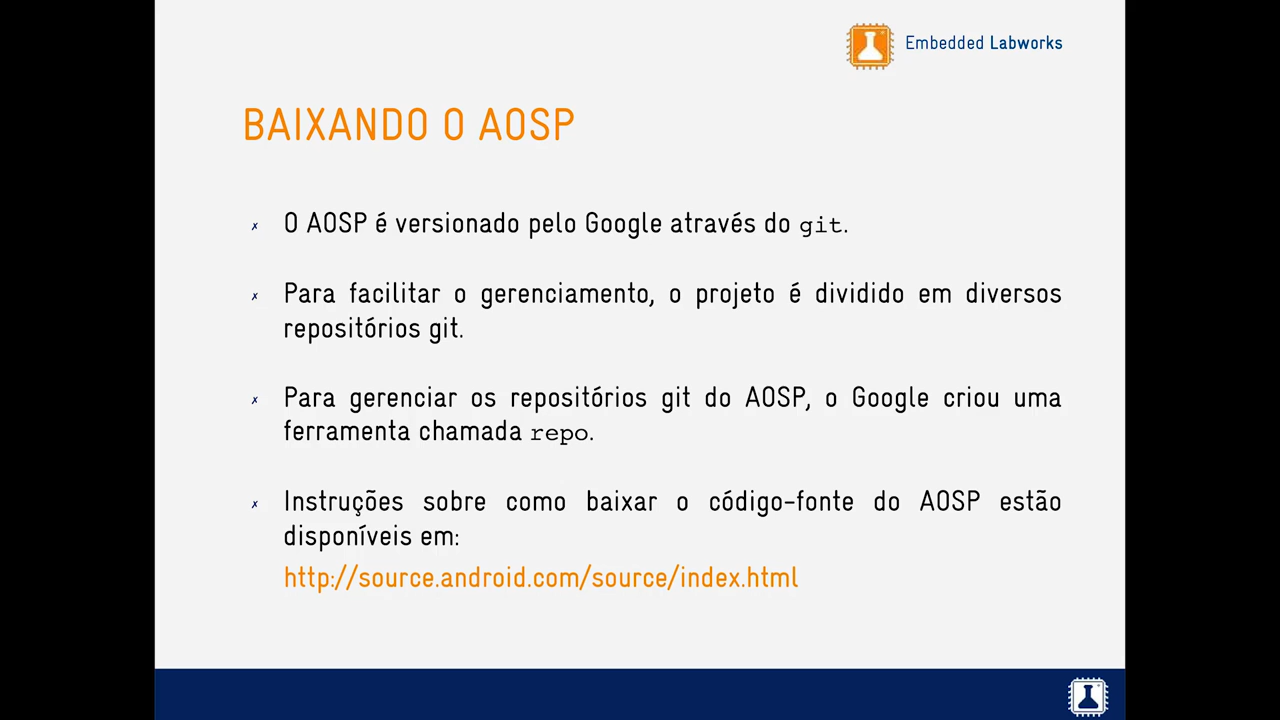 Embedded Labworks
BAIXANDO O AOSP
✗ O AOSP é versionado pelo Google através do git.
✗ Para facilitar o gerenciamento, o projeto é dividido em diversos
repositórios git.
✗ Para gerenciar os repositórios git do AOSP, o Google criou uma
ferramenta chamada repo.
✗ Instruções sobre como baixar o código-fonte do AOSP estão
disponíveis em:
http://source.android.com/source/index.html